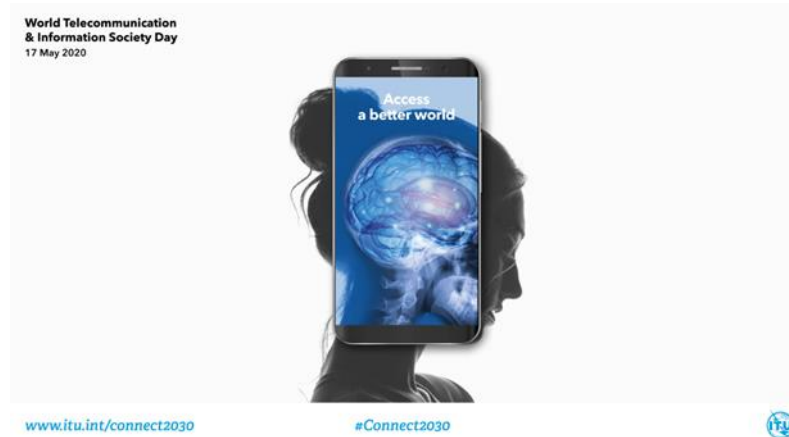 World Telecommunication
& Information Society Day
17 May 2020
Access
a better world
www.itu.int/connect2030
#Connect2030
ITU